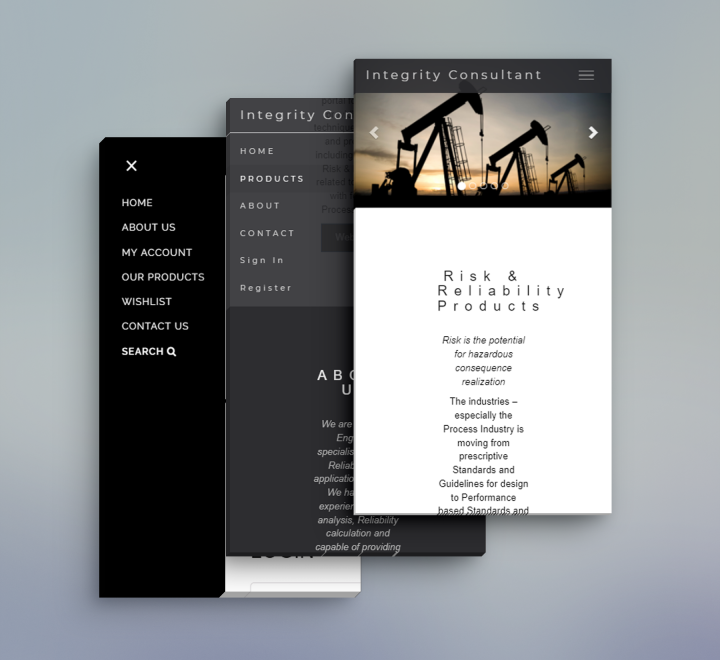 Integrity Consultant
Risk &
Reliability
Products
Risk is the potential
for hazardous
consequence
realization
The industries –
especially the
Process Industry is
moving from
prescriptive
Standards and
Guidelines for design
to Performance
based Standards and
Integrity Con
HOME
PRODUCTS
ABOUT
CONTACT
Sign In
Register
ABO
U
We are
Eng
specialis
Reliab
applicatio
We ha
experien
analysis, Reliability
calculation and
capable of providing
HOME
ABOUT US
MY ACCOUNT
OUR PRODUCTS
WISHLIST
CONTACT US
SEARCH